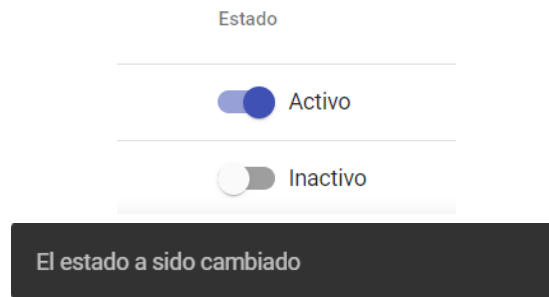 Estado
Activo
Inactivo
El estado a sido cambiado